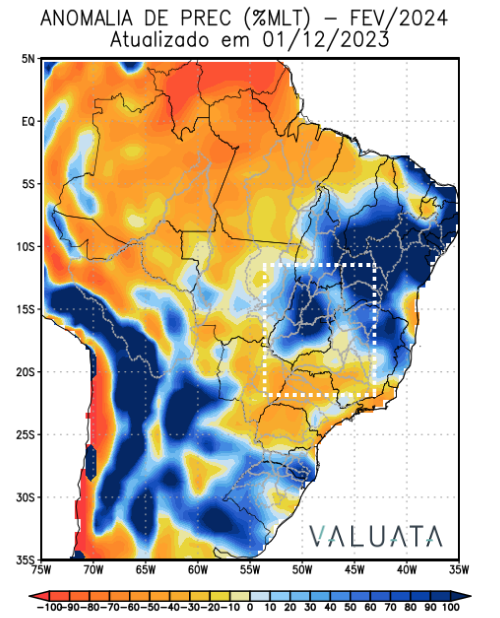 ANOMALIA DE PREC (%MLT) - FEV/2024
Atualizado em 01/12/2023
5N
EQ
5S
10S
15S
20S
25S
30S
35S
VALUATA
75W 70W 65W 60W 55W 50W 45W 40W 35W
-100 -90 -80 -70 -60 -50 -40 -30 -20 -10 0 10 20 30 40 50 60 70 80 90 100